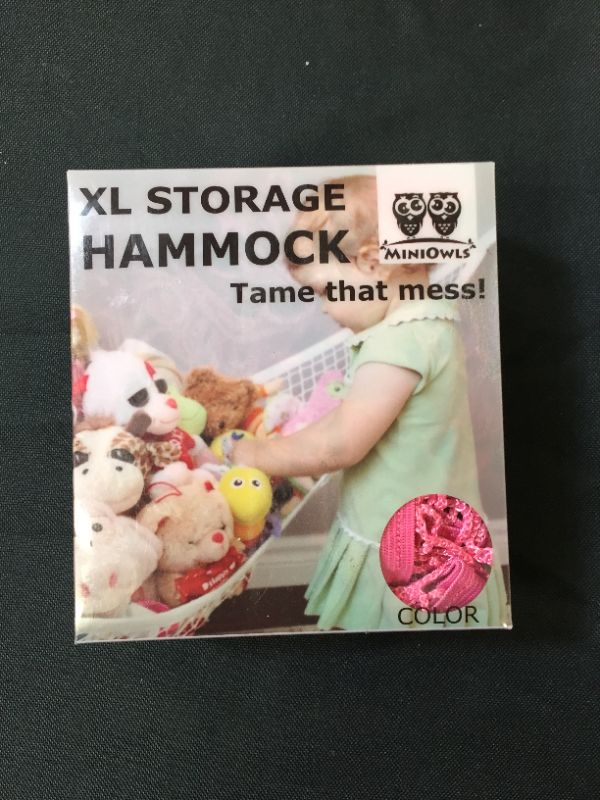 XL STORAGE
HAMMOCK
MINIOWLS
Tame that mess!
COLOR